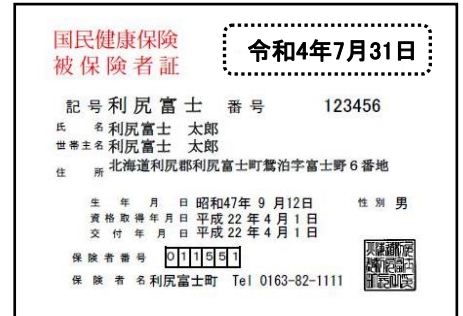 国民健康保険
被保険者証
令和4年7月31日
記号 利尻富士 番号 123456
氏名 利尻富士 太郎
世帯主名 利尻富士 太郎
住所 北海道利尻郡利尻富士町鴛泊字富士野6番地
生年月日 昭和47年9月12日 性別 男
資格取得年月日 平成22年4月1日
交付年月日 平成22年4月1日
保険者番号 011551
保険者名 利尻富士町 Tel 0163-82-1111